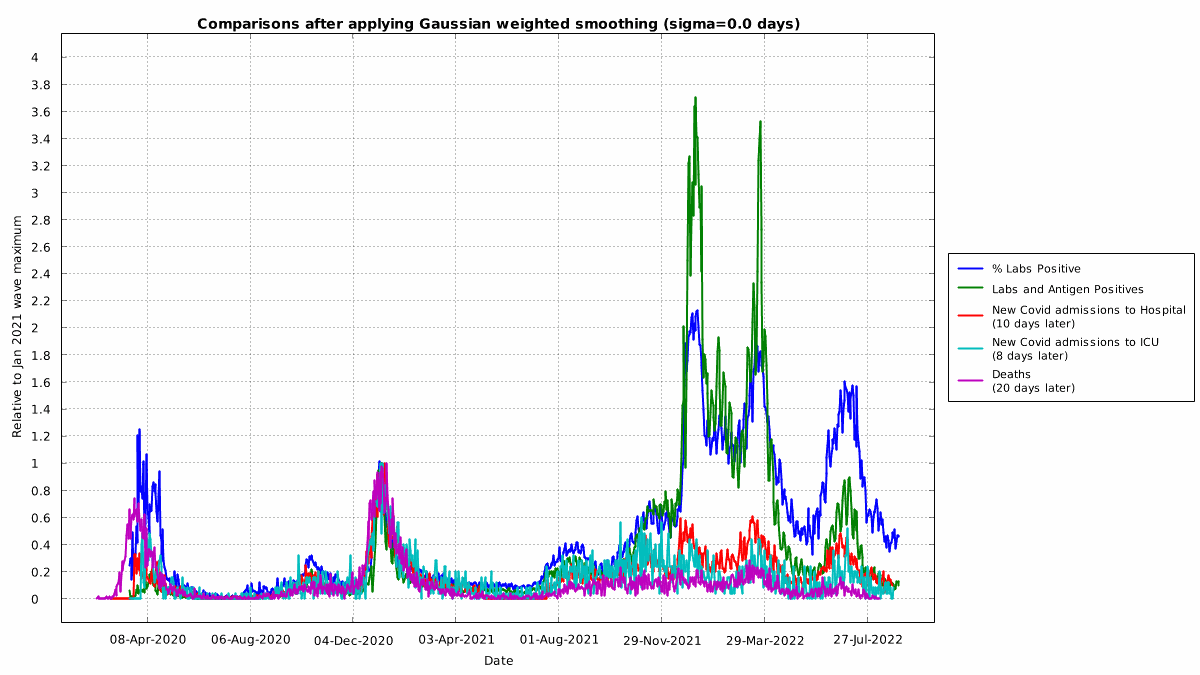 Comparisons after applying Gaussian weighted smoothing (sigma=0.0 days)
4
3.8
3.6
3.4
3.2
3
2.8
2.6
2.4
2.2
2
1.8
1.6
1.4
1.2
1
0.8
0.6
0.4
0.2
0
Relative to Jan 2021 wave maximum
08-Apr-2020
06-Aug-2020
04-Dec-2020
03-Apr-2021
01-Aug-2021
29-Nov-2021
29-Mar-2022
27-Jul-2022
Date
% Labs Positive
Labs and Antigen Positives
New Covid admissions to Hospital
(10 days later)
New Covid admissions to ICU
(8 days later)
Deaths
(20 days later)